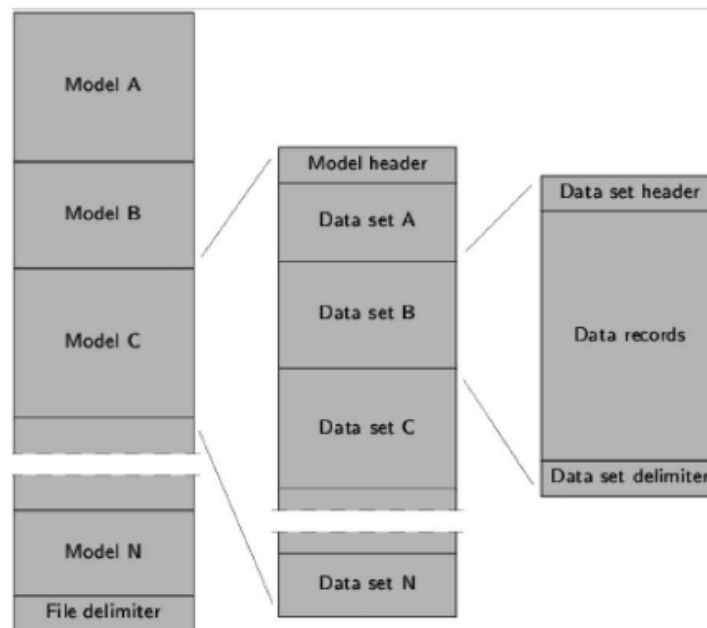 Model A
Model B
Model C
Model N
File delimiter
Model header
Data set A
Data set B
Data set C
Data set N
Data set header
Data records
Data set delimiter